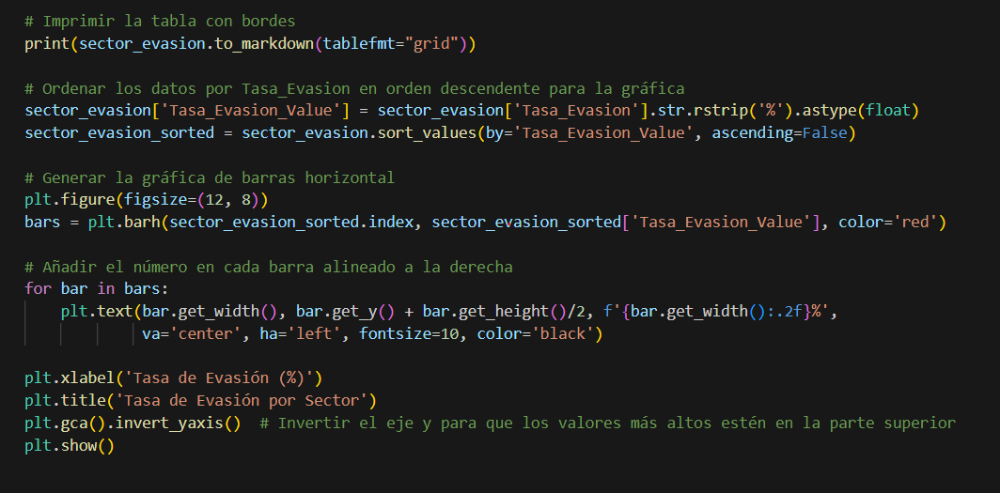 # Imprimir la tabla con bordes
print(sector_evasion.to_markdown(tablefmt="grid"))
# Ordenar los datos por Tasa_Evasion en orden descendente para la gráfica
sector_evasion['Tasa_Evasion_Value'] = sector_evasion['Tasa_Evasion'].str.rstrip('%').astype(float)
sector_evasion_sorted = sector_evasion.sort_values(by='Tasa_Evasion_Value', ascending=False)
# Generar la gráfica de barras horizontal
plt.figure(figsize=(12, 8))
bars = plt.barh(sector_evasion_sorted.index, sector_evasion_sorted['Tasa_Evasion_Value'], color='red')
# Añadir el número en cada barra alineado a la derecha
for bar in bars:
    plt.text(bar.get_width(), bar.get_y() + bar.get_height()/2, f'{bar.get_width():.2f}%',
             va='center', ha='left', fontsize=10, color='black')
plt.xlabel('Tasa de Evasión (%)')
plt.title('Tasa de Evasión por Sector')
plt.gca().invert_yaxis()  # Invertir el eje y para que los valores más altos estén en la parte superior
plt.show()